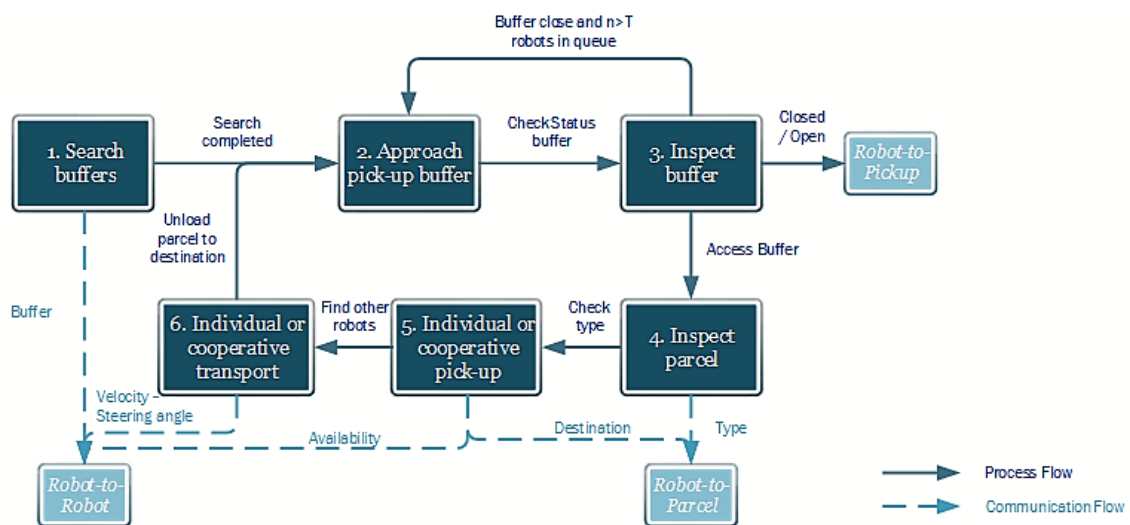 Buffer close and n>T
robots in queue
Search
completed
CheckStatus
buffer
Closed
/ Open
1. Search
buffers
2. Approach
pick-up buffer
3. Inspect
buffer
Robot-to-
Pickup
Unload
parcel to
destination
Access Buffer
Buffer
Find other
robots
Check
type
6. Individual or
cooperative
transport
5. Individual or
cooperative
pick-up
4. Inspect
parcel
Velocity –
Steering angle
Availability
Destination
Type
Robot-to-
Robot
Robot-to-
Parcel
Process Flow
Communication Flow